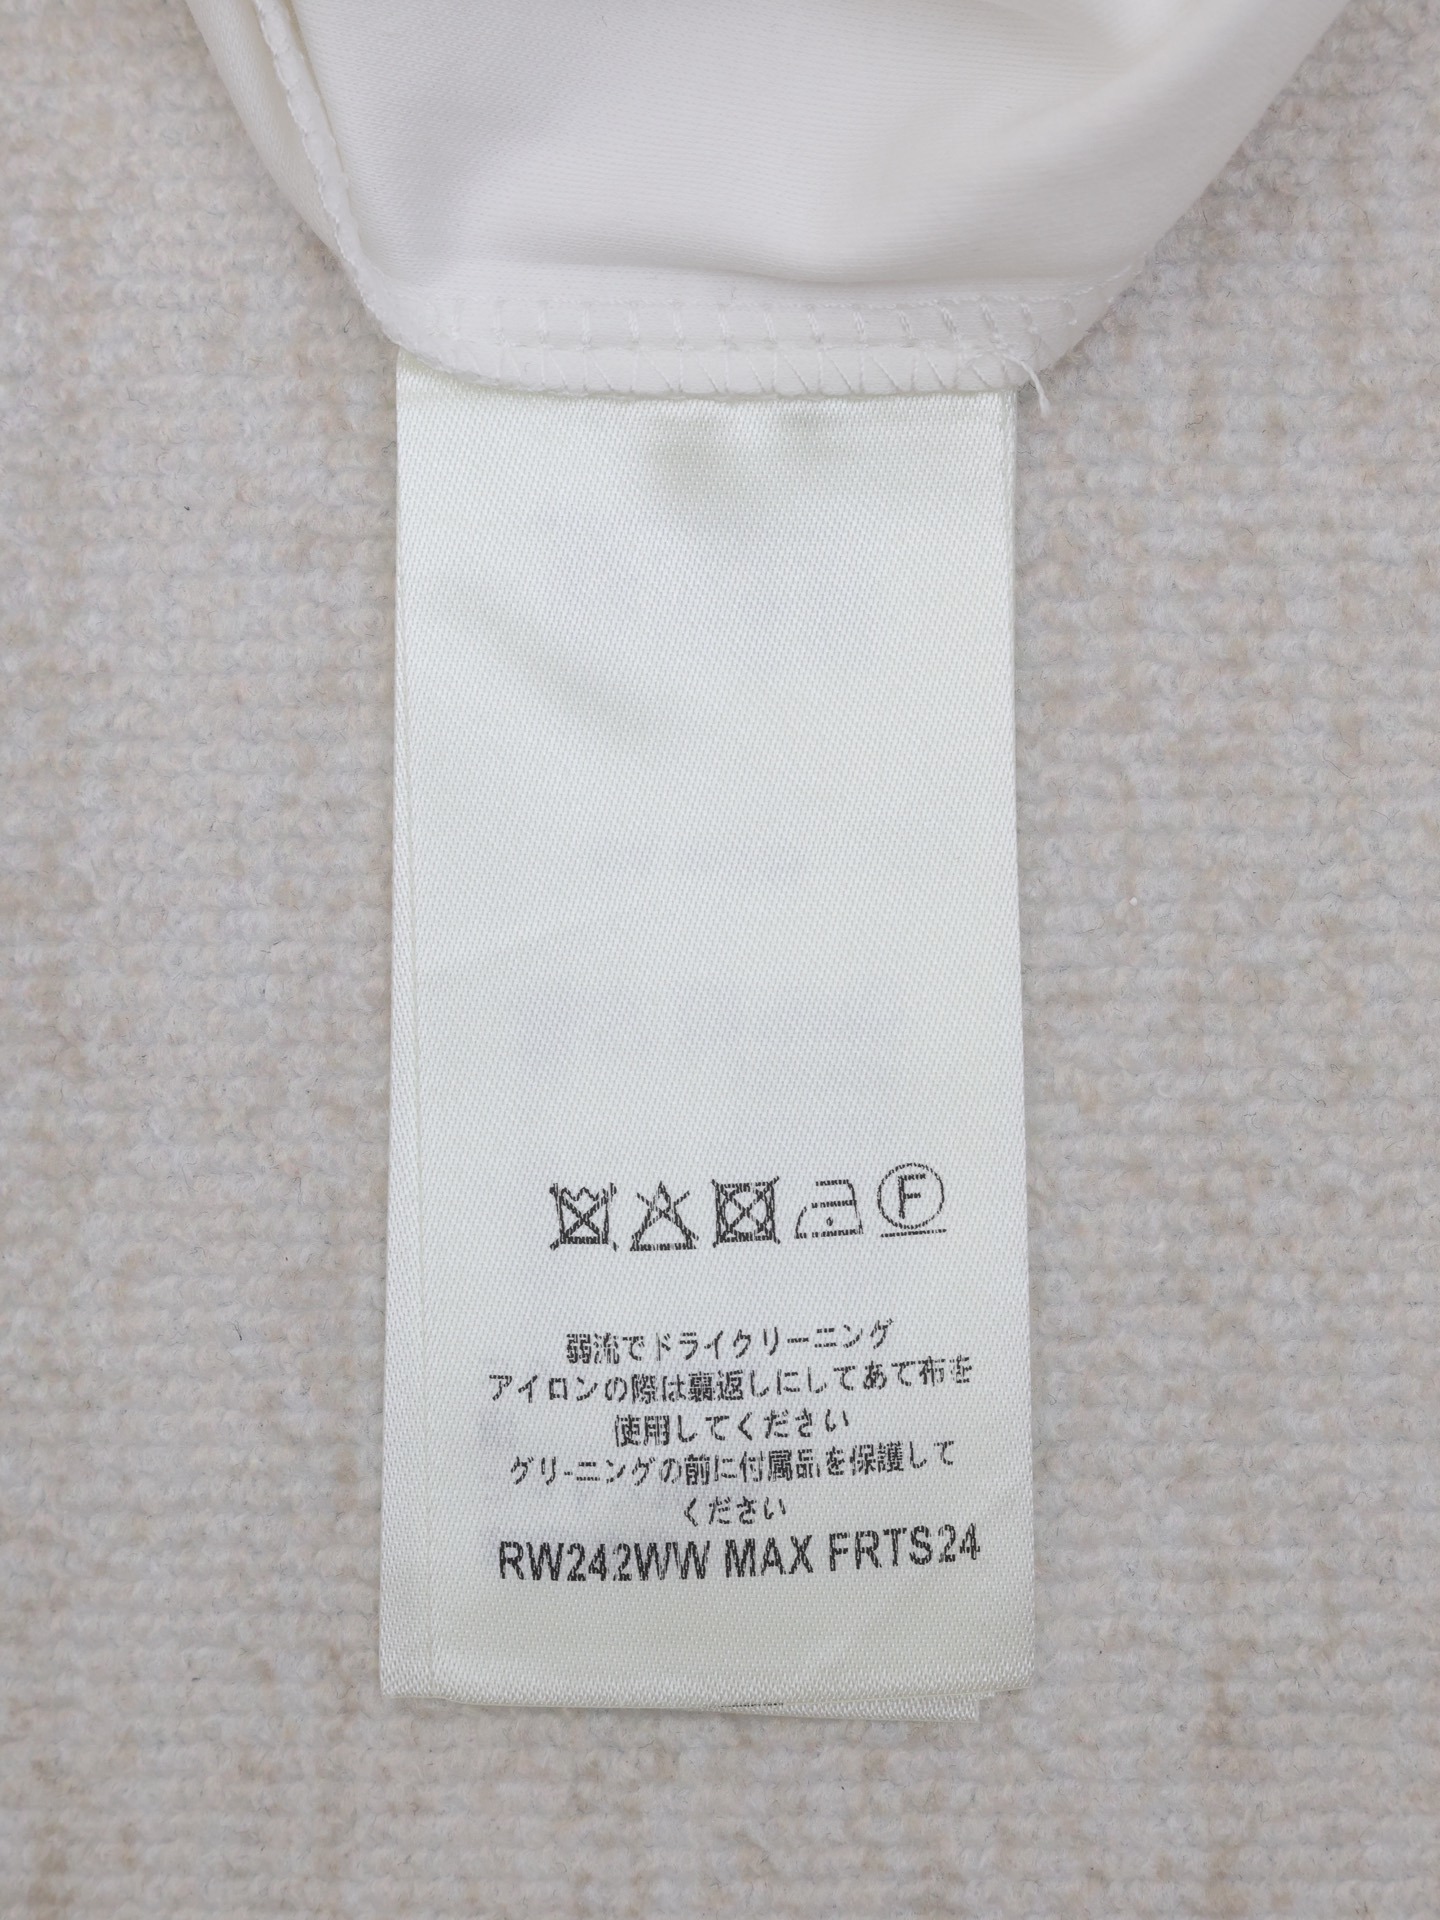 F
弱流でドライクリーニング
アイロンの際は裏返しにしてあて布を
使用してください
グリーニングの前に付属品を保護して
ください
RW242WW MAX FRTS24